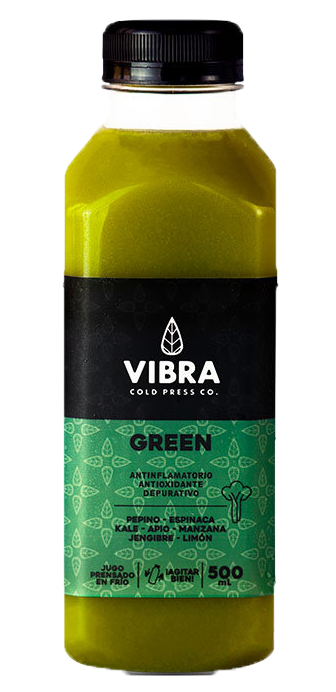 VIBRA
COLD PRESS CO.
GREEN
ANTIINFLAMATORIO
ANTIOXIDANTE
DEPURATIVO
PEPINO - ESPINACA
KALE - APIO - MANZANA
JENGIBRE - LIMÓN
JUGO
PRENSADO
EN FRÍO
¡AGITAR
BIEN!
500
mL